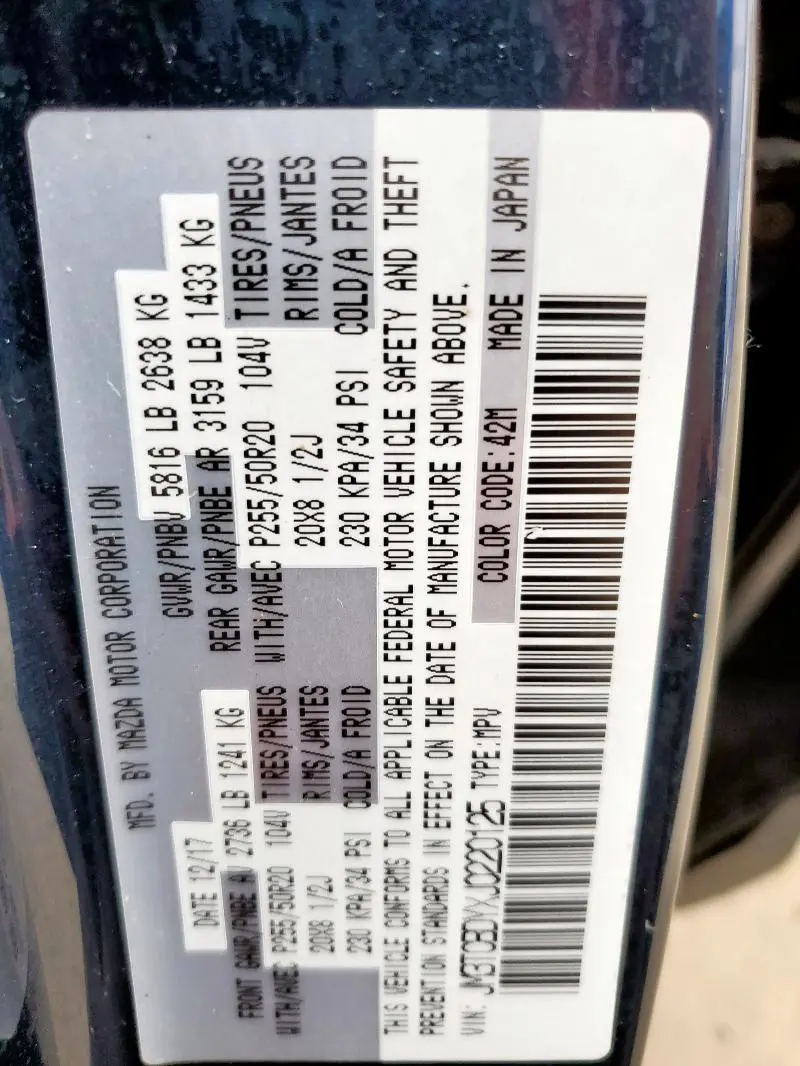 MFD. BY MAZDA MOTOR CORPORATION
DATE 12/17 GVWR/PNBV 5816 LB 2638 KG
FRONT GAWR/PNBE AV 2736 LB 1241 KG REAR GAWR/PNBE AR 3159 LB 1433 KG
WITH/AVEC P255/50R20 104V TIRES/PNEUS WITH/AVEC P255/50R20 104V TIRES/PNEUS
20X8 1/2J RIMS/JANTES 20X8 1/2J RIMS/JANTES
230 KPA/34 PSI COLD/A FROID 230 KPA/34 PSI COLD/A FROID
THIS VEHICLE CONFORMS TO ALL APPLICABLE FEDERAL MOTOR VEHICLE SAFETY AND THEFT
PREVENTION STANDARDS IN EFFECT ON THE DATE OF MANUFACTURE SHOWN ABOVE.
VIN: JM3TCBDYXJ0220125 TYPE:MPV COLOR CODE:42M MADE IN JAPAN